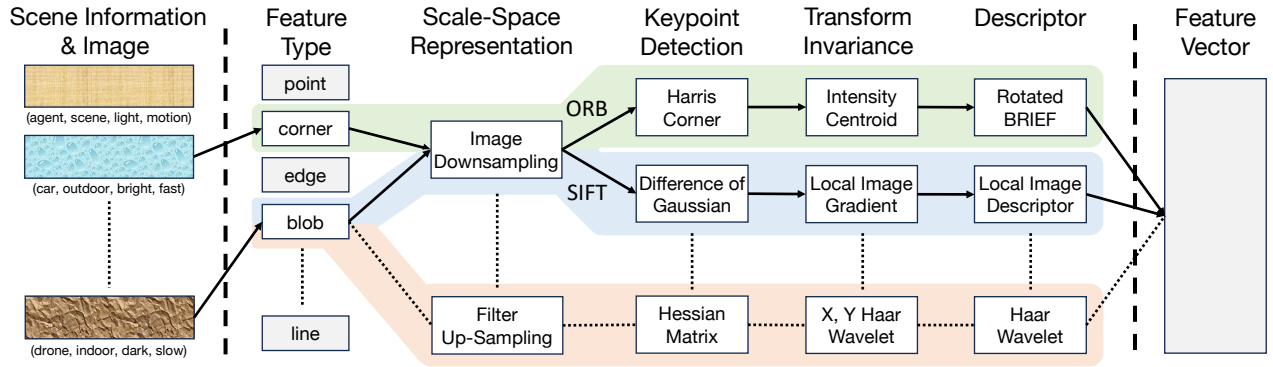 Scene Information
& Image
Feature
Type
Scale-Space
Representation
Keypoint
Detection
Transform
Invariance
Descriptor
Feature
Vector
(agent, scene, light, motion)
(car, outdoor, bright, fast)
(drone, indoor, dark, slow)
point
corner
edge
blob
line
Image
Downsampling
Filter
Up-Sampling
ORB
SIFT
Harris
Corner
Intensity
Centroid
Rotated
BRIEF
Difference of
Gaussian
Local Image
Gradient
Local Image
Descriptor
Hessian
Matrix
X, Y Haar
Wavelet
Haar
Wavelet